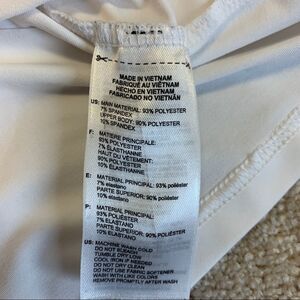 MADE IN VIETNAM
FABRIQUÉ AU VIÊTNAM
HECHO EN VIETNAM
FABRICADO NO VIETNÃ
US: MAIN MATERIAL: 93% POLYESTER
7% SPANDEX
UPPER BODY: 90% POLYESTER
10% SPANDEX
F:
MATIÈRE PRINCIPALE:
93% POLYESTER
7% ÉLASTHANNE
HAUT DU VÊTEMENT:
90% POLYESTER
10% ÉLASTHANNE
E:
MATERIAL PRINCIPAL: 93% poliéster
7% elastano
PARTE SUPERIOR: 90% poliéster
10% elastano
P:
MATERIAL PRINCIPAL:
93% POLIÉSTER
7% ELASTANO
PARTE SUPERIOR: 90% POLIÉSTER
10% ELASTANO
US: MACHINE WASH COLD
DO NOT BLEACH
TUMBLE DRY LOW
COOL IRON IF NEEDED
DO NOT DRY CLEAN
DO NOT USE FABRIC SOFTENER
WASH WITH LIKE COLORS
REMOVE PROMPTLY AFTER WASH